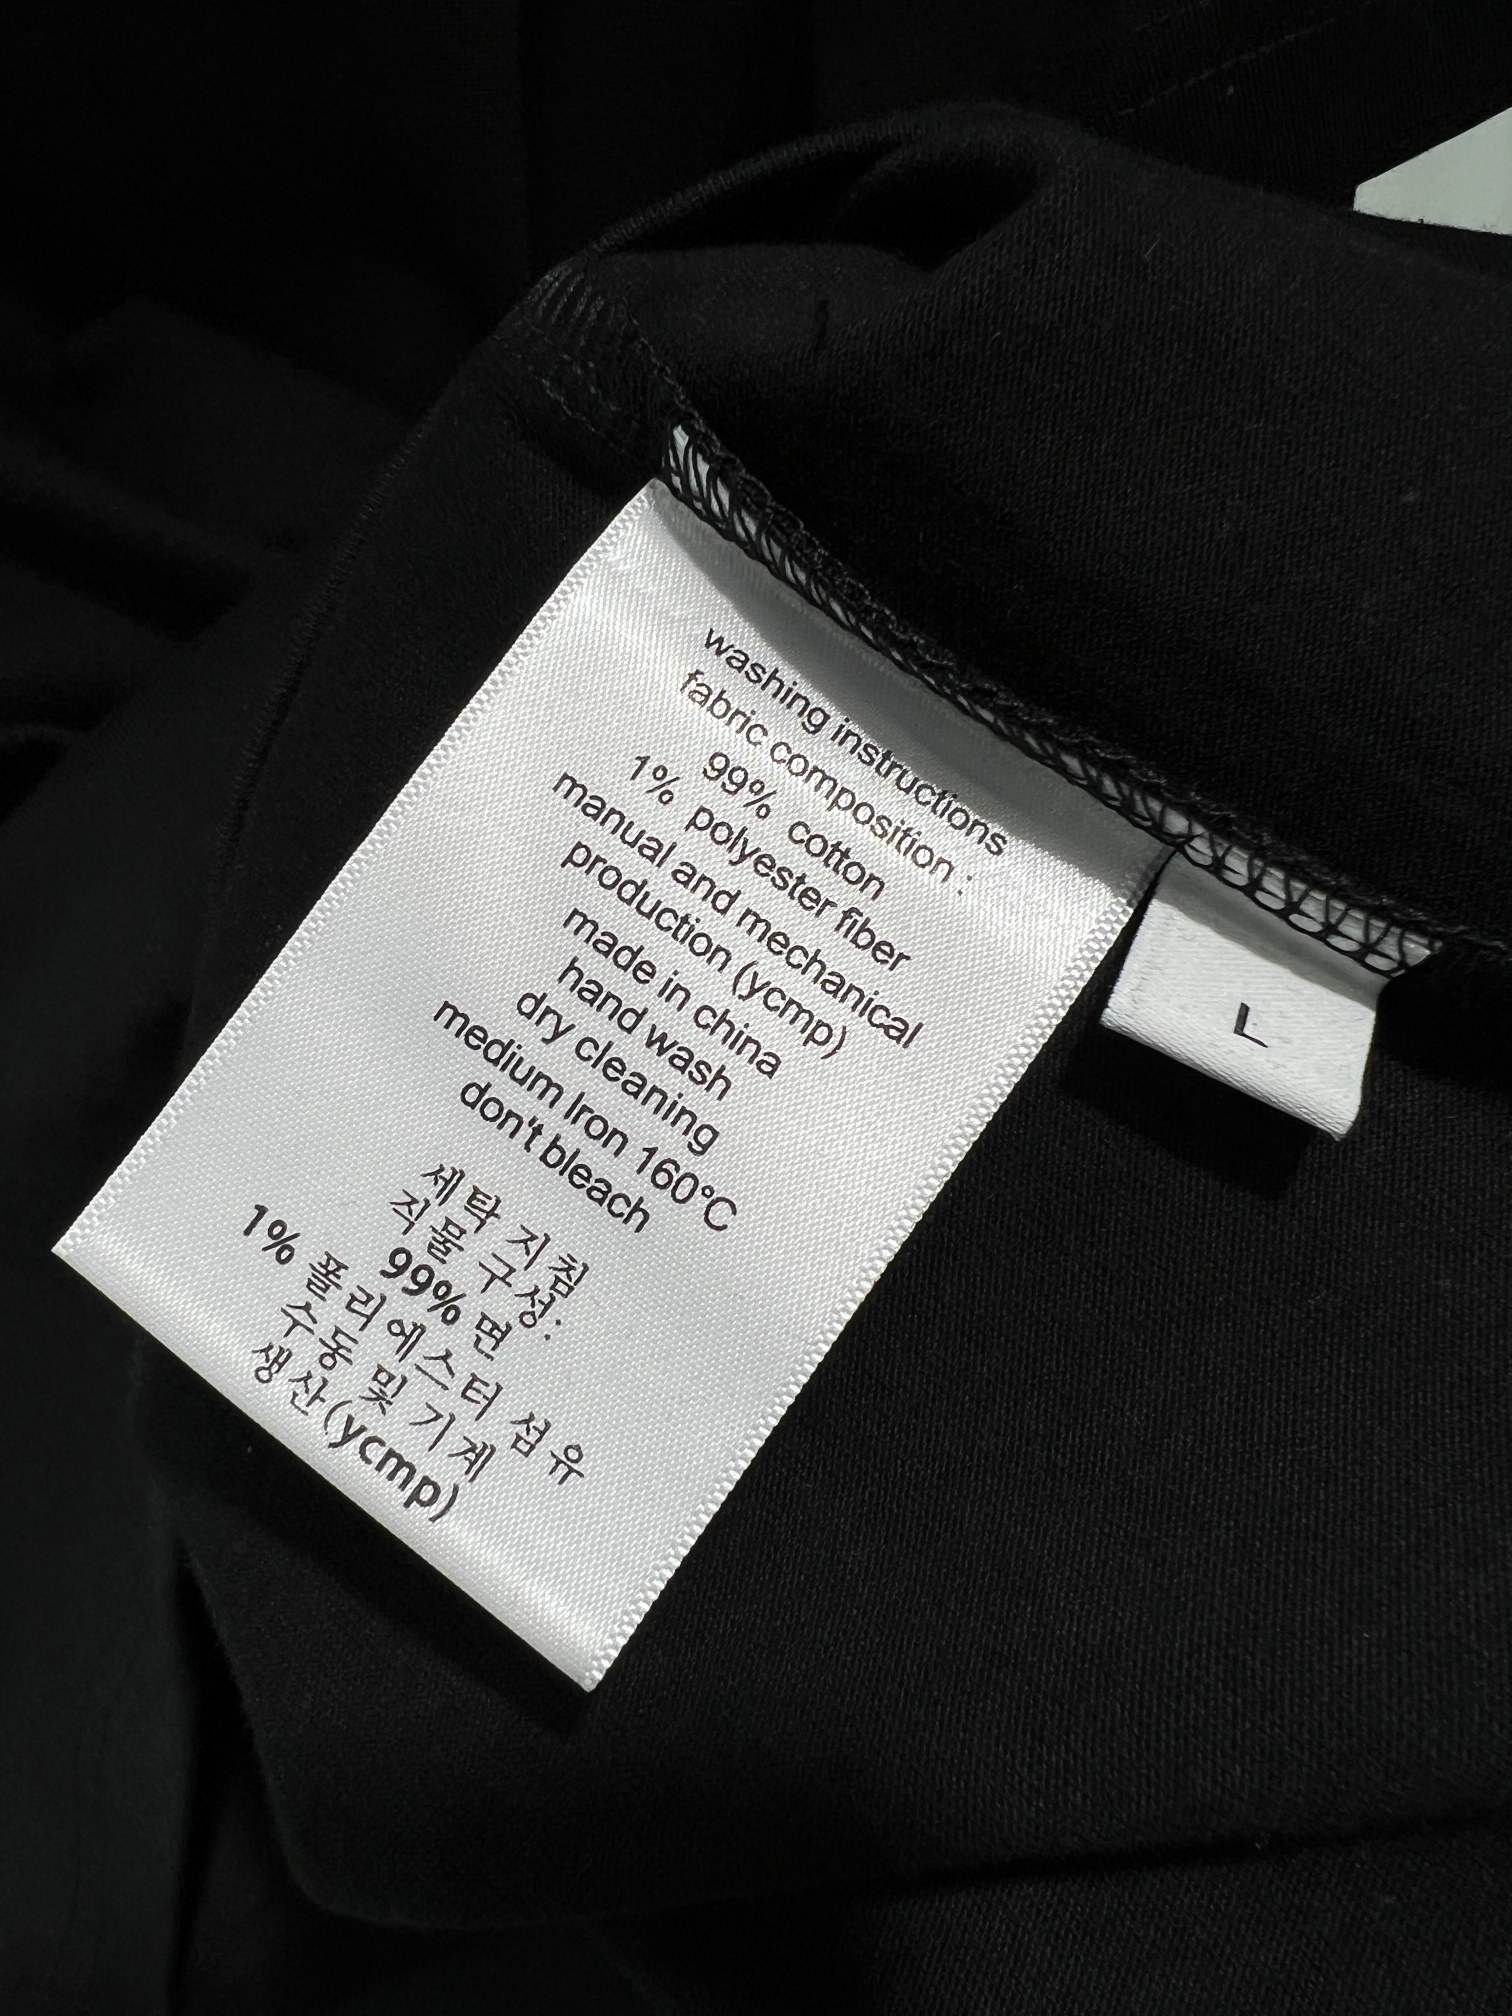 washing instructions
fabric composition :
99% cotton
1% polyester fiber
manual and mechanical
production (ycmp)
made in china
hand wash
dry cleaning
medium Iron 160°C
don't bleach
세탁 지침
직물 구성:
99% 면
1% 폴리에스터 섬유
수동 및 기계
생산(ycmp)
L